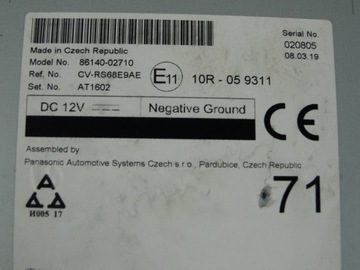 Serial No.
020805
08.03.19
Made in Czech Republic
Model No. 86140-02710
Ref. No. CV-RS68E9AE
Set. No. AT1602
E11 10R - 05 9311
DC 12V Negative Ground
CE
Assembled by
Panasonic Automotive Systems Czech s r.o., Pardubice, Czech Republic
И005 17
71